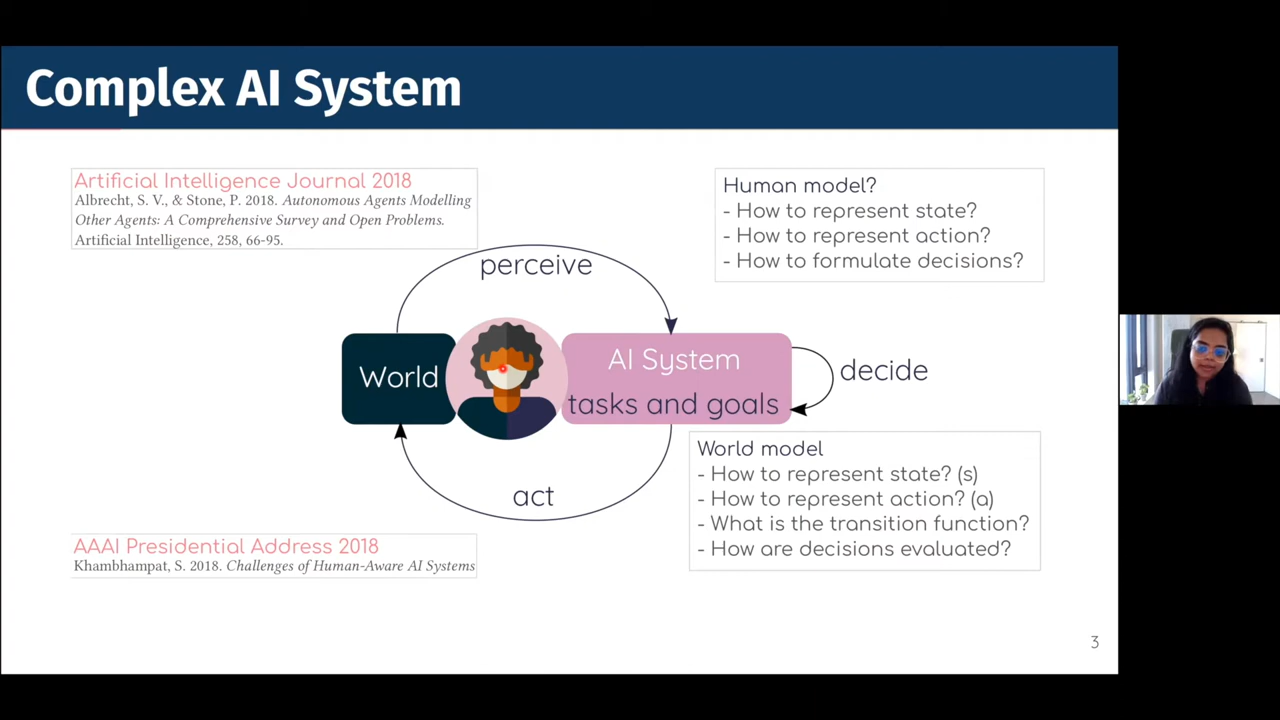 Complex AI System
Artificial Intelligence Journal 2018
Albrecht, S. V., & Stone, P. 2018. Autonomous Agents Modelling
Other Agents: A Comprehensive Survey and Open Problems.
Artificial Intelligence, 258, 66-95.
Human model?
- How to represent state?
- How to represent action?
- How to formulate decisions?
perceive
World
AI System
tasks and goals
decide
act
World model
- How to represent state? (s)
- How to represent action? (a)
- What is the transition function?
- How are decisions evaluated?
AAAI Presidential Address 2018
Khambhampat, S. 2018. Challenges of Human-Aware AI Systems
3